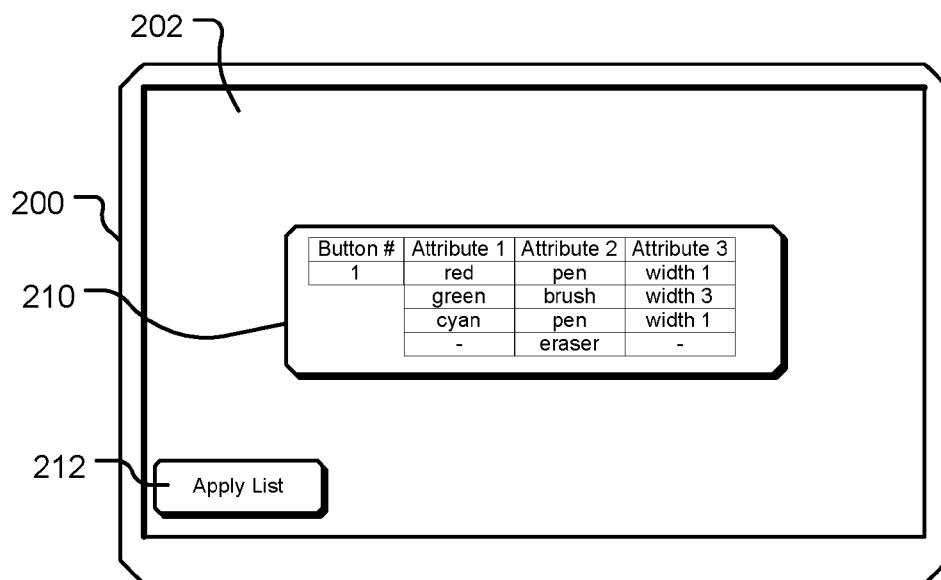 202
200
Button # Attribute 1 Attribute 2 Attribute 3
1 red pen width 1
green brush width 3
210
cyan pen width 1
- eraser -
212
Apply List